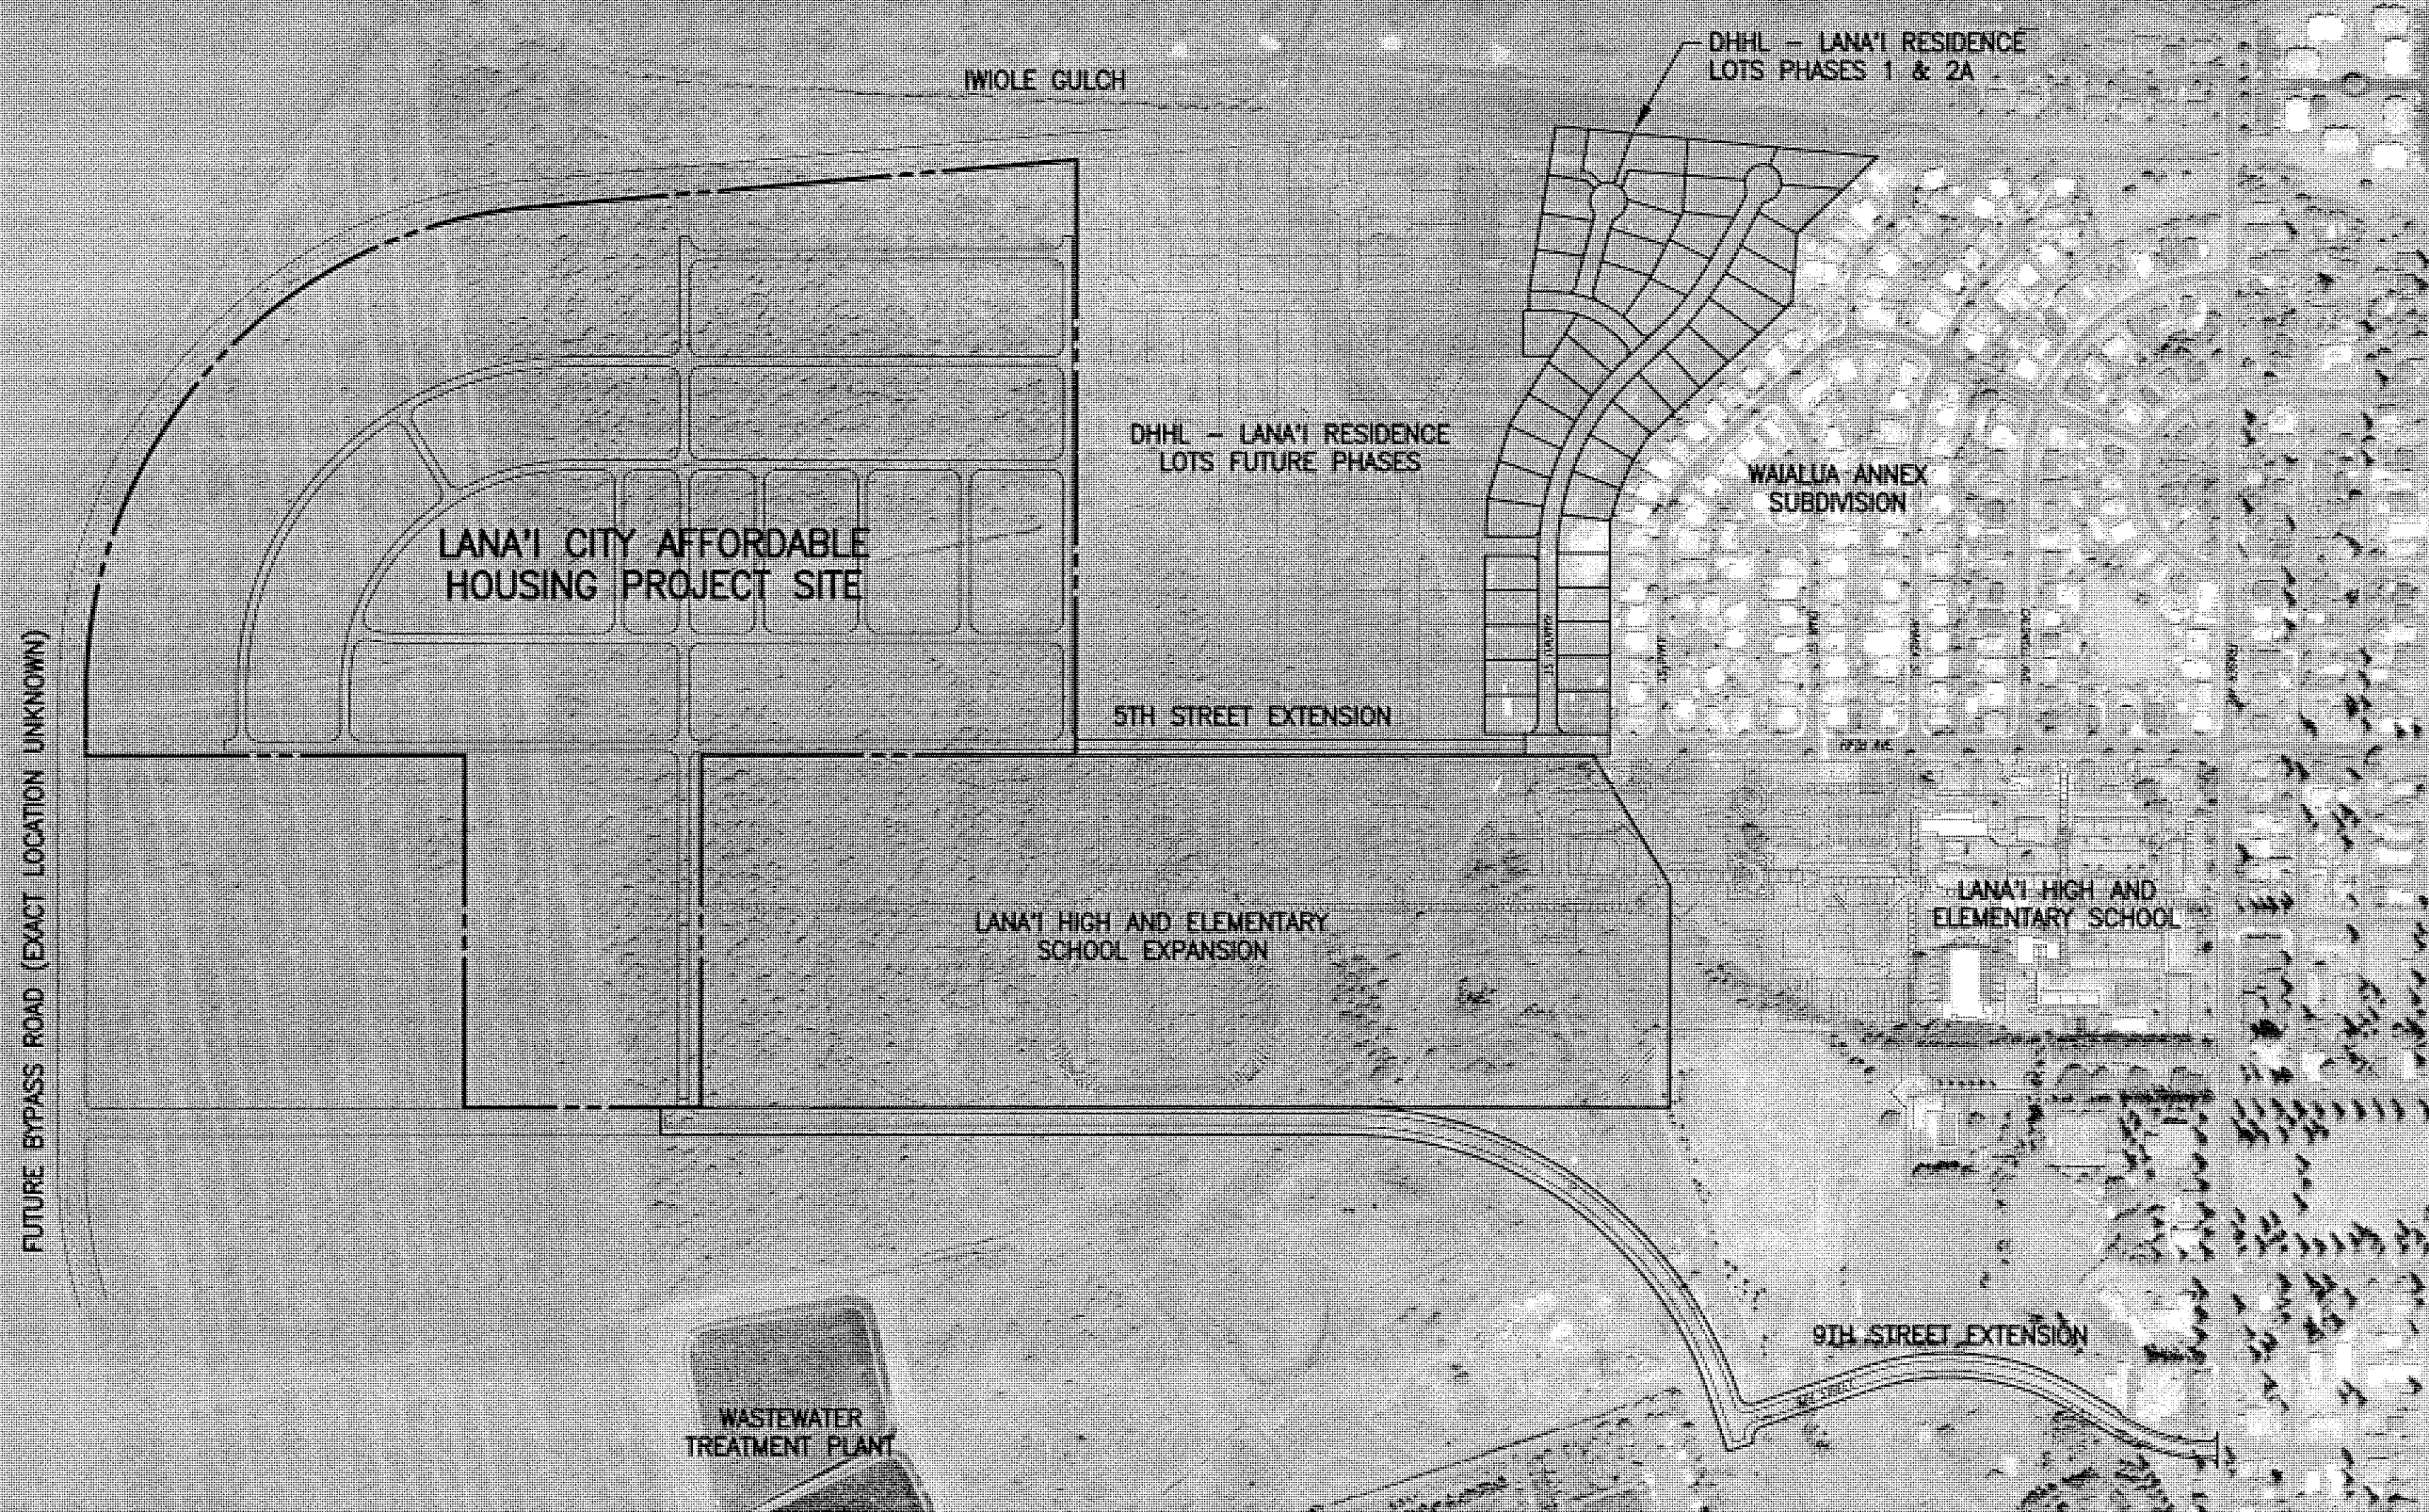 DHHL – LANA'I RESIDENCE
LOTS PHASES 1 & 2A
IWIOLE GULCH
DHHL – LANA'I RESIDENCE
LOTS FUTURE PHASES
WAIALUA ANNEX
SUBDIVISION
LANA'I CITY AFFORDABLE
HOUSING PROJECT SITE
5TH STREET EXTENSION
FIFTH AVE
FUTURE BYPASS ROAD (EXACT LOCATION UNKNOWN)
LANA'I HIGH AND ELEMENTARY
SCHOOL EXPANSION
LANA'I HIGH AND
ELEMENTARY SCHOOL
9TH STREET EXTENSION
WASTEWATER
TREATMENT PLANT